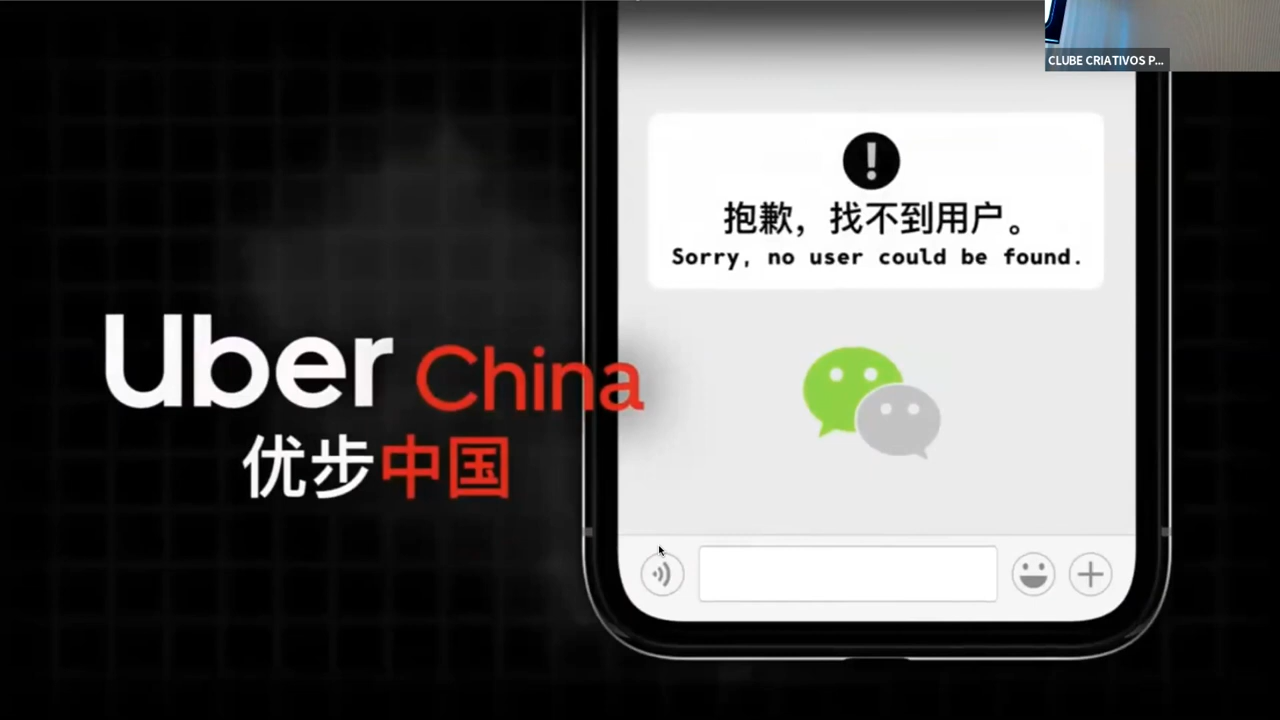 CLUBE CRIATIVOS P...
抱歉，找不到用户。
Sorry, no user could be found.
Uber China
优步中国